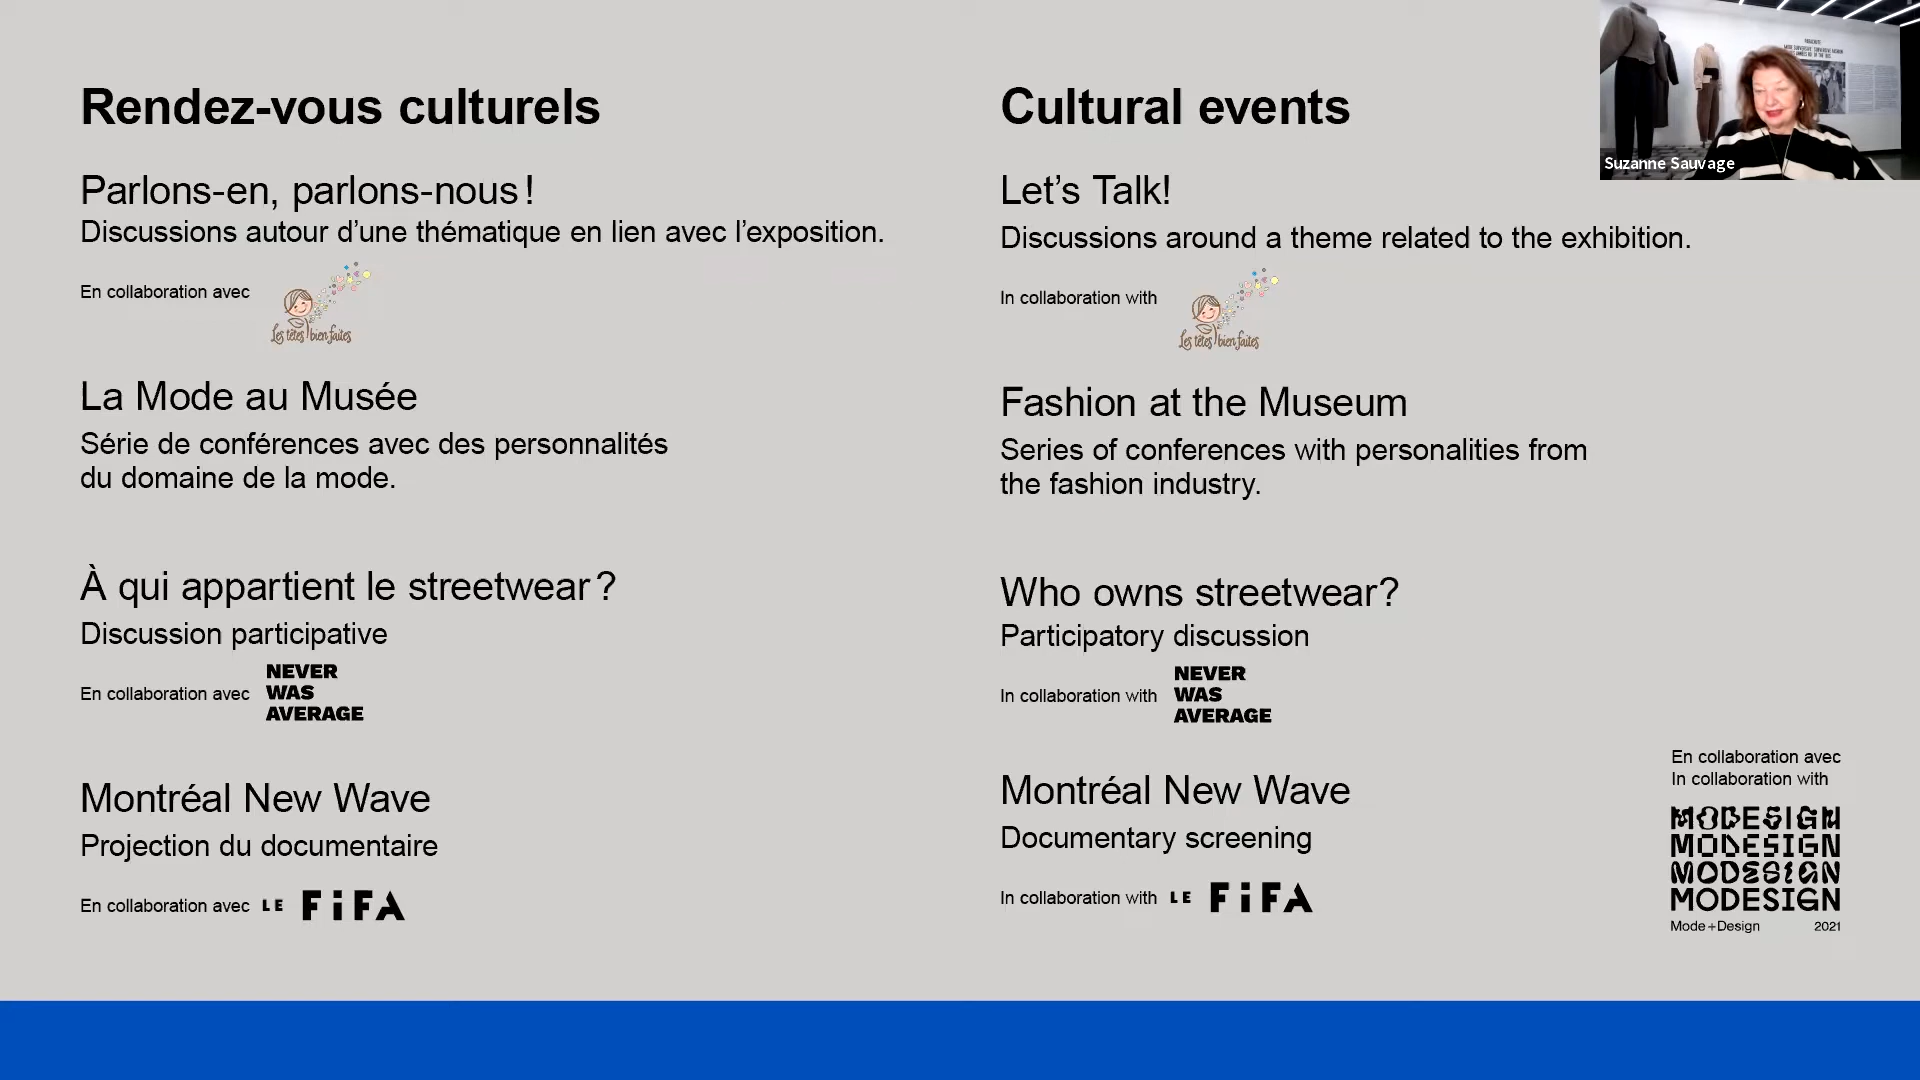 Rendez-vous culturels
Parlons-en, parlons-nous !
Discussions autour d’une thématique en lien avec l’exposition.
En collaboration avec
Les têtes bien faites
La Mode au Musée
Série de conférences avec des personnalités
du domaine de la mode.
À qui appartient le streetwear ?
Discussion participative
En collaboration avec
NEVER
WAS
AVERAGE
Montréal New Wave
Projection du documentaire
En collaboration avec LE FiFA
Cultural events
Let’s Talk!
Discussions around a theme related to the exhibition.
In collaboration with
Les têtes bien faites
Fashion at the Museum
Series of conferences with personalities from
the fashion industry.
Who owns streetwear?
Participatory discussion
In collaboration with
NEVER
WAS
AVERAGE
Montréal New Wave
Documentary screening
In collaboration with LE FiFA
Suzanne Sauvage
En collaboration avec
In collaboration with
MODESIGN
MODESIGN
MODESIGN
MODESIGN
Mode+Design 2021